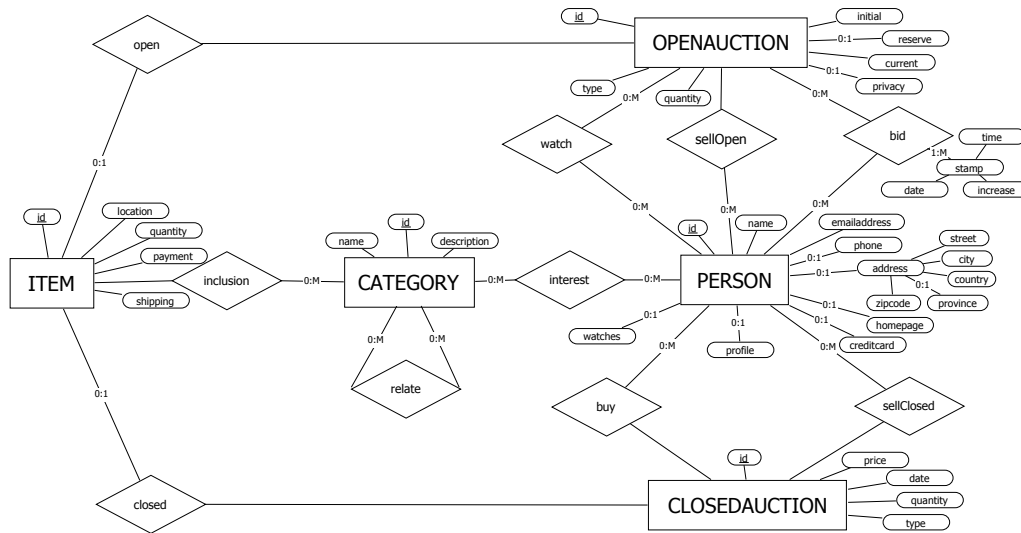 id
initial
open
OPENAUCTION
0:1
reserve
current
0:1
privacy
type
quantity
0:M
0:M
watch
sellOpen
bid
time
1:M
stamp
date
increase
0:1
0:M
0:M
0:M
id
name
emailaddress
phone
0:1
street
address
0:1
city
country
0:1
zipcode
province
id
location
quantity
payment
shipping
ITEM
inclusion
0:M
id
name
description
CATEGORY
0:M
interest
0:M
PERSON
0:1
homepage
0:1
creditcard
watches
0:1
0:1
profile
0:M
0:M
0:M
0:M
relate
0:1
buy
sellClosed
id
price
date
closed
CLOSEDAUCTION
quantity
type